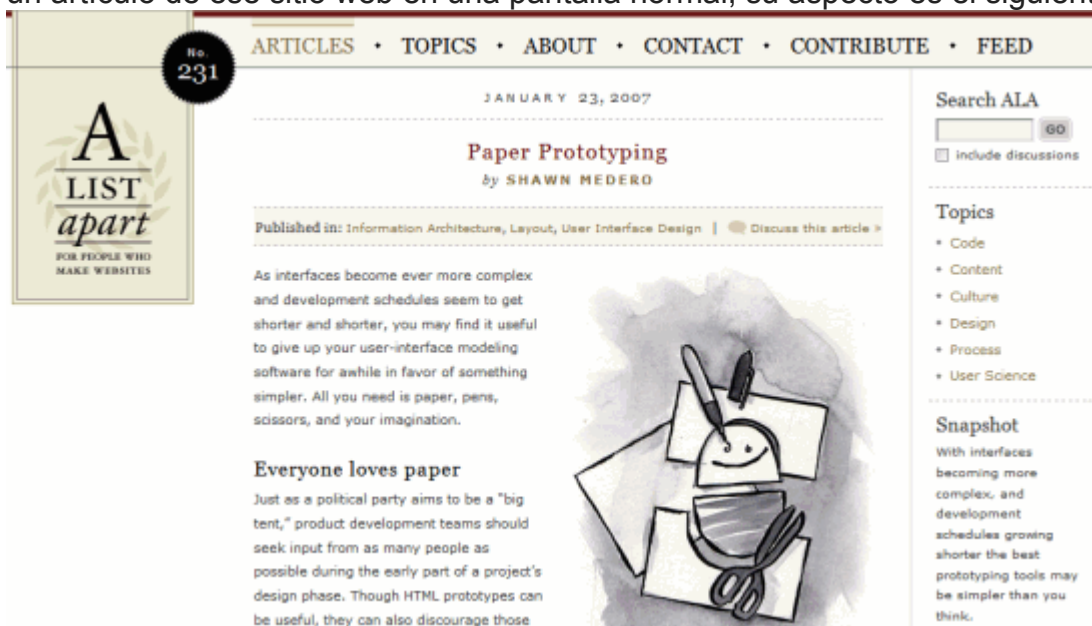 un artículo de ese sitio web en una pantalla normal, su aspecto es el siguient
ARTICLES • TOPICS • ABOUT • CONTACT • CONTRIBUTE • FEED
No.
231
A
LIST
apart
FOR PEOPLE WHO
MAKE WEBSITES
JANUARY 23, 2007
Paper Prototyping
by SHAWN MEDERO
Published in: Information Architecture, Layout, User Interface Design | Discuss this article »
As interfaces become ever more complex
and development schedules seem to get
shorter and shorter, you may find it useful
to give up your user-interface modeling
software for awhile in favor of something
simpler. All you need is paper, pens,
scissors, and your imagination.
Everyone loves paper
Just as a political party aims to be a "big
tent," product development teams should
seek input from as many people as
possible during the early part of a project's
design phase. Though HTML prototypes can
be useful, they can also discourage those
Search ALA
GO
include discussions
Topics
• Code
• Content
• Culture
• Design
• Process
• User Science
Snapshot
With interfaces
becoming more
complex, and
development
schedules growing
shorter the best
prototyping tools may
be simpler than you
think.